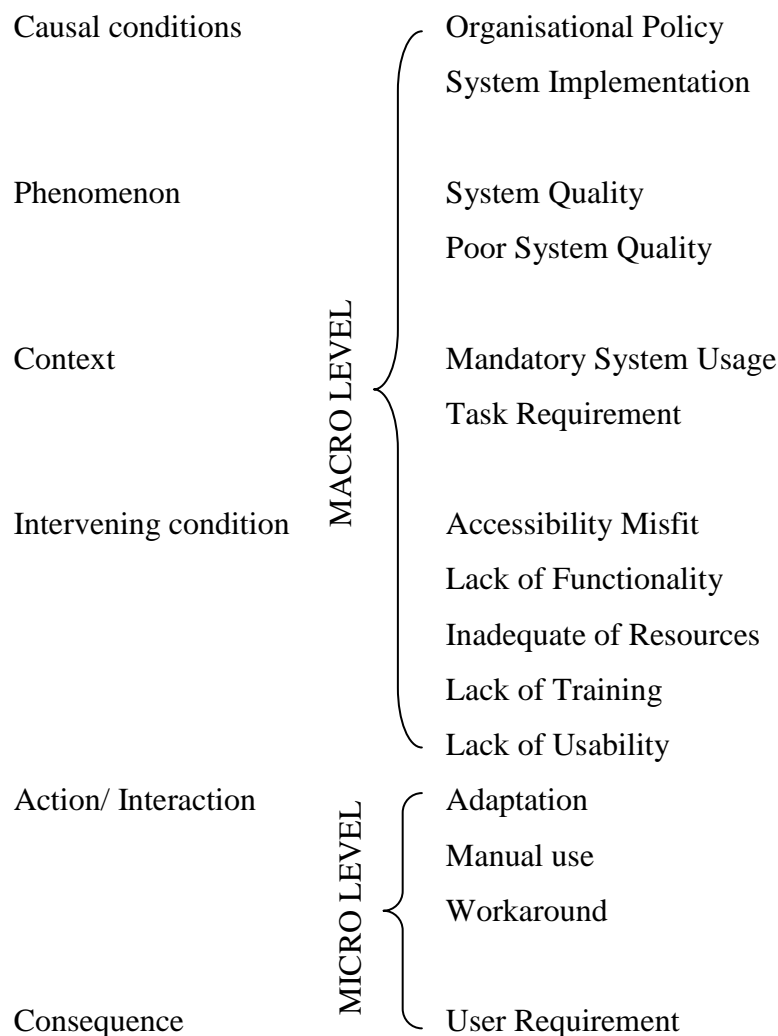 Causal conditions Organisational Policy
System Implementation
Phenomenon System Quality
Poor System Quality
MACRO LEVEL
Context Mandatory System Usage
Task Requirement
Intervening condition Accessibility Misfit
Lack of Functionality
Inadequate of Resources
Lack of Training
Lack of Usability
Action/ Interaction Adaptation
MICRO LEVEL
Manual use
Workaround
Consequence User Requirement